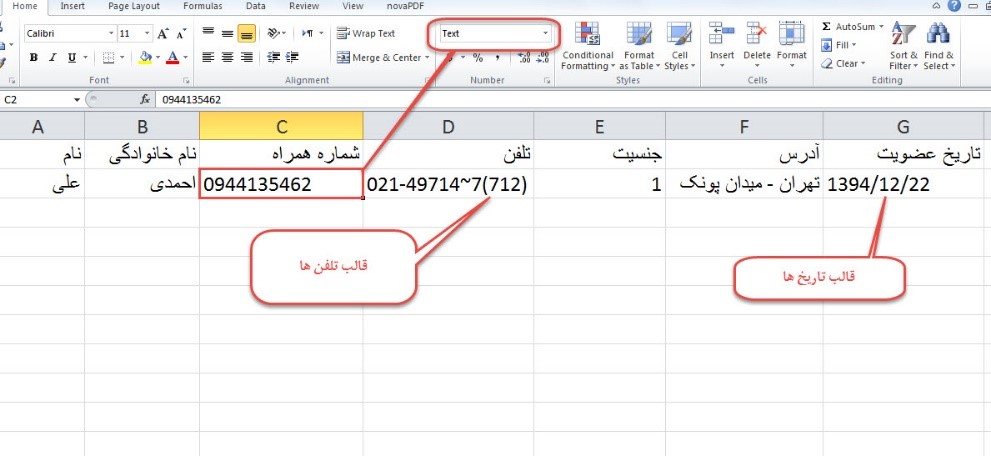 Home Insert Page Layout Formulas Data Review View novaPDF
Calibri 11 A A Wrap Text Text Σ AutoSum
B I U A Merge & Center % , Conditional Formatting Format as Table Cell Styles Insert Delete Format Fill Clear Sort & Filter Find & Select
Font Alignment Number Styles Cells Editing
C2 fx 0944135462
A B C D E F G
نام نام خانوادگی شماره همراه تلفن جنسیت آدرس تاریخ عضویت
علی احمدی 0944135462 021-49714~7(712) 1 تهران - میدان پونک 1394/12/22
قالب تلفن ها
قالب تاریخ ها